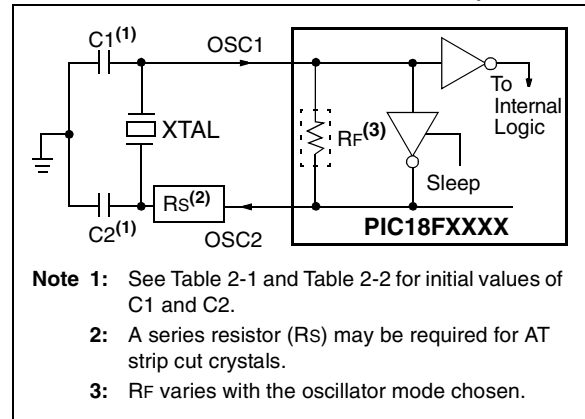 C1(1)
OSC1
To
Internal
Logic
XTAL
RF(3)
Sleep
RS(2)
C2(1)
OSC2
PIC18FXXXX
Note 1: See Table 2-1 and Table 2-2 for initial values of
C1 and C2.
2: A series resistor (RS) may be required for AT
strip cut crystals.
3: RF varies with the oscillator mode chosen.